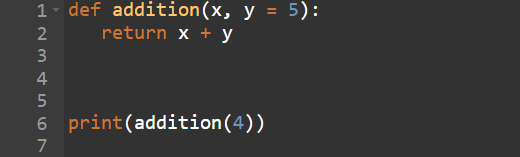 1 def addition(x, y = 5):
2    return x + y
3
4
5
6 print(addition(4))
7